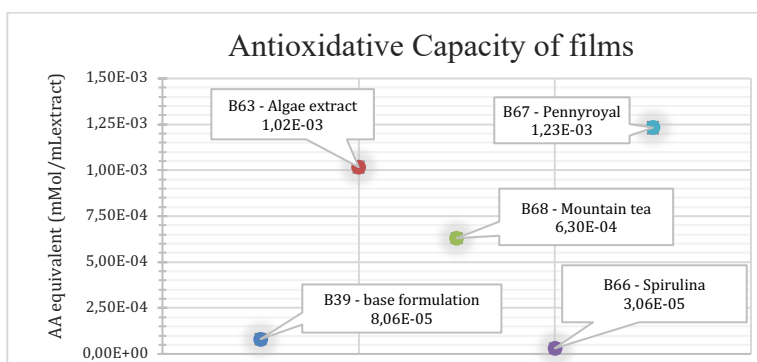 Antioxidative Capacity of films
AA equivalent (mMol/mLextract)
1,50E-03
1,25E-03
1,00E-03
7,50E-04
5,00E-04
2,50E-04
0,00E+00
B63 - Algae extract
1,02E-03
B67 - Pennyroyal
1,23E-03
B68 - Mountain tea
6,30E-04
B39 - base formulation
8,06E-05
B66 - Spirulina
3,06E-05